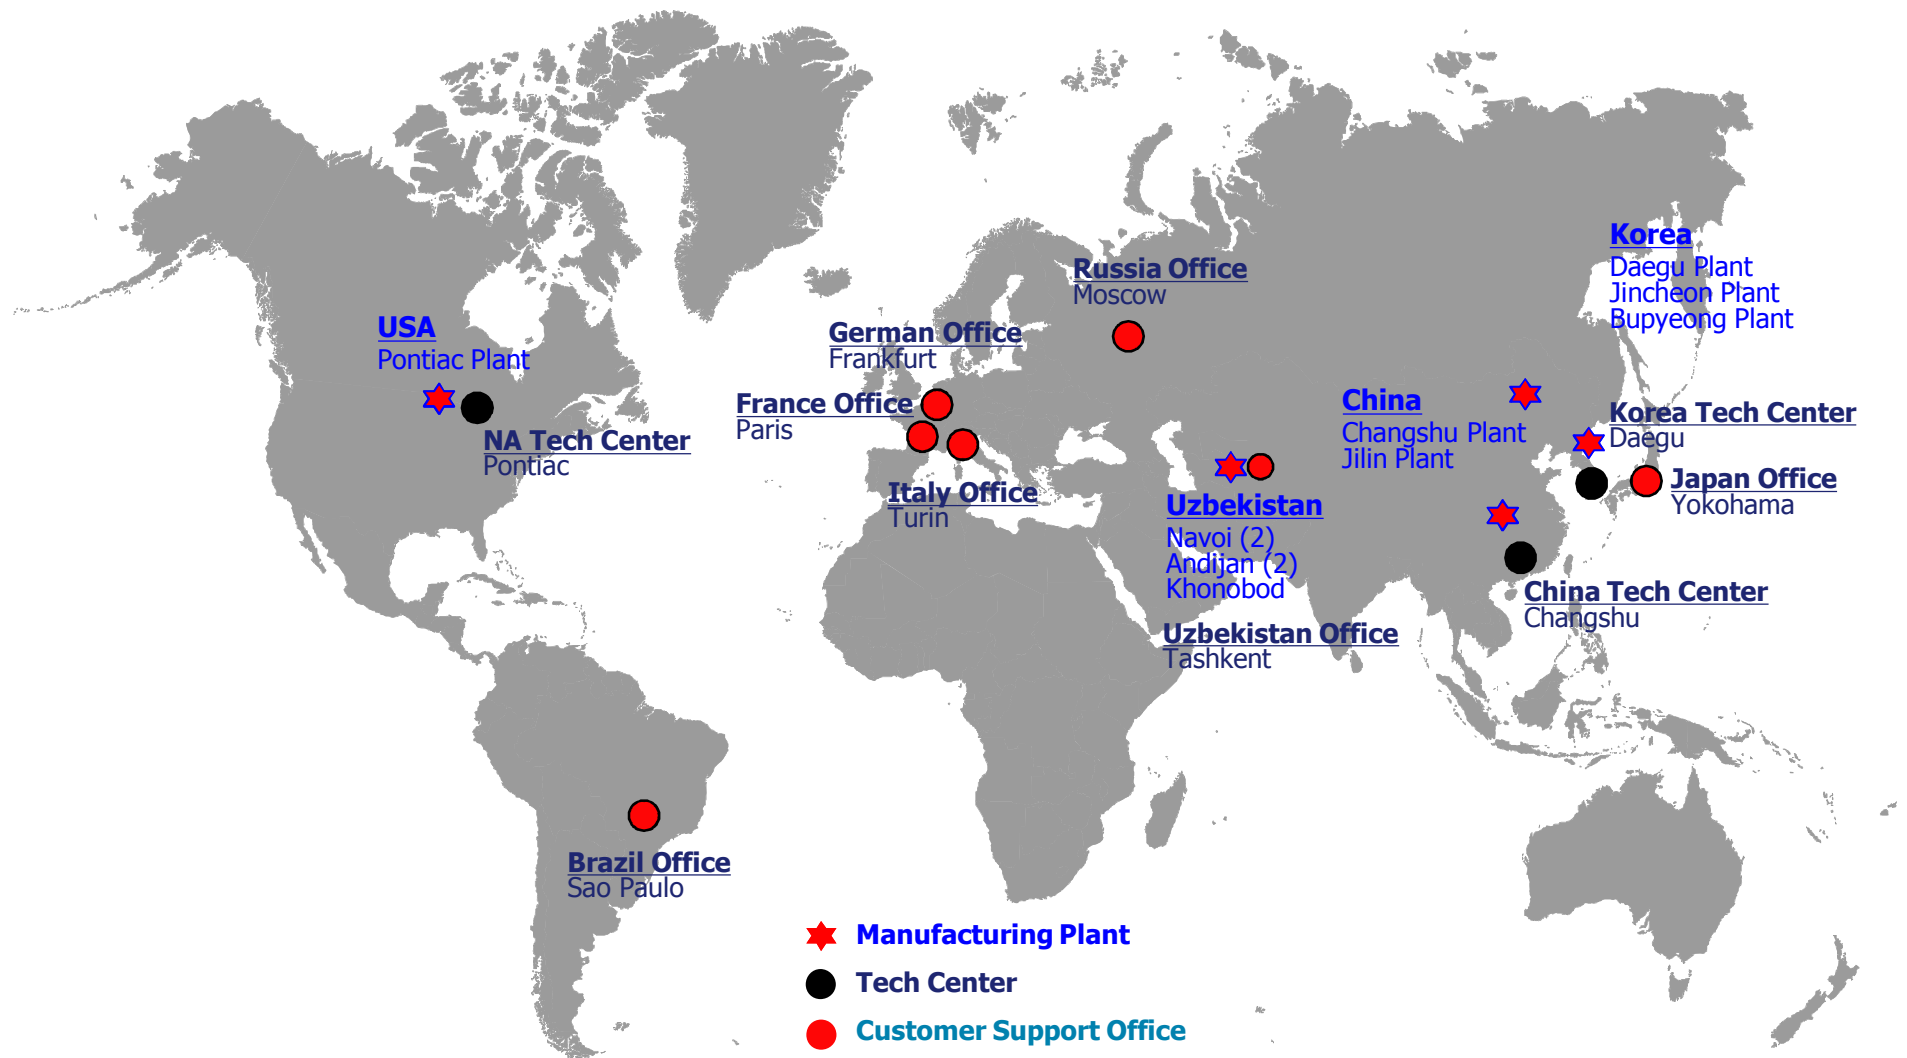 USA
Pontiac Plant
NA Tech Center
Pontiac
Russia Office
Moscow
German Office
Frankfurt
France Office
Paris
Italy Office
Turin
Uzbekistan
Navoi (2)
Andijan (2)
Khonobod
Uzbekistan Office
Tashkent
Korea
Daegu Plant
Jincheon Plant
Bupyeong Plant
China
Changshu Plant
Jilin Plant
Korea Tech Center
Daegu
Japan Office
Yokohama
China Tech Center
Changshu
Brazil Office
Sao Paulo
Manufacturing Plant
Tech Center
Customer Support Office